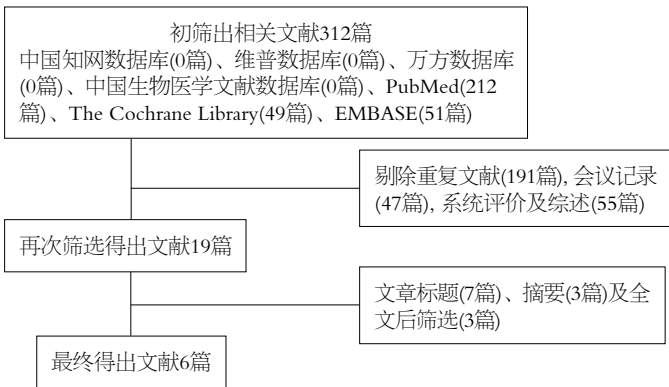 初筛出相关文献312篇
中国知网数据库(0篇)、维普数据库(0篇)、万方数据库
(0篇)、中国生物医学文献数据库(0篇)、PubMed(212
篇)、The Cochrane Library(49篇)、EMBASE(51篇)
剔除重复文献(191篇), 会议记录
(47篇), 系统评价及综述(55篇)
再次筛选得出文献19篇
文章标题(7篇)、摘要(3篇)及全
文后筛选(3篇)
最终得出文献6篇